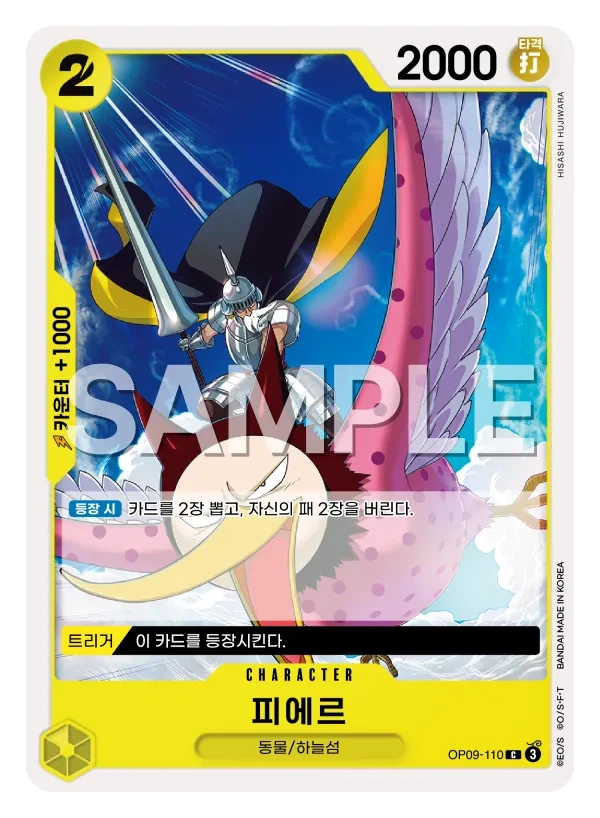 2
2000
타격
打
HISASHI HUJIWARA
카운터 +1000
SAMPLE
등장 시 카드를 2장 뽑고, 자신의 패 2장을 버린다.
트리거 이 카드를 등장시킨다.
CHARACTER
피에르
동물/하늘섬
OP09-110 C 3
BANDAI MADE IN KOREA
©EO/S ©O/S·F·T